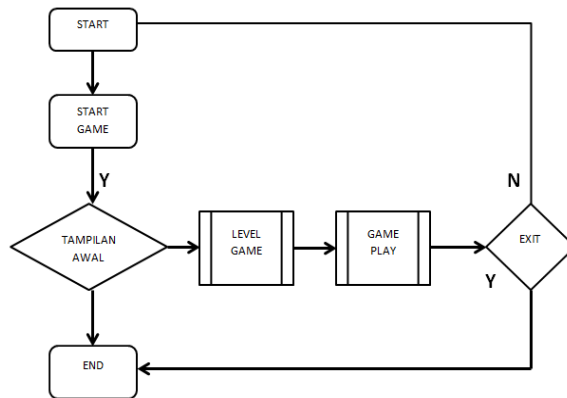 START
START
GAME
Y
N
TAMPILAN
AWAL
LEVEL
GAME
GAME
PLAY
EXIT
Y
END